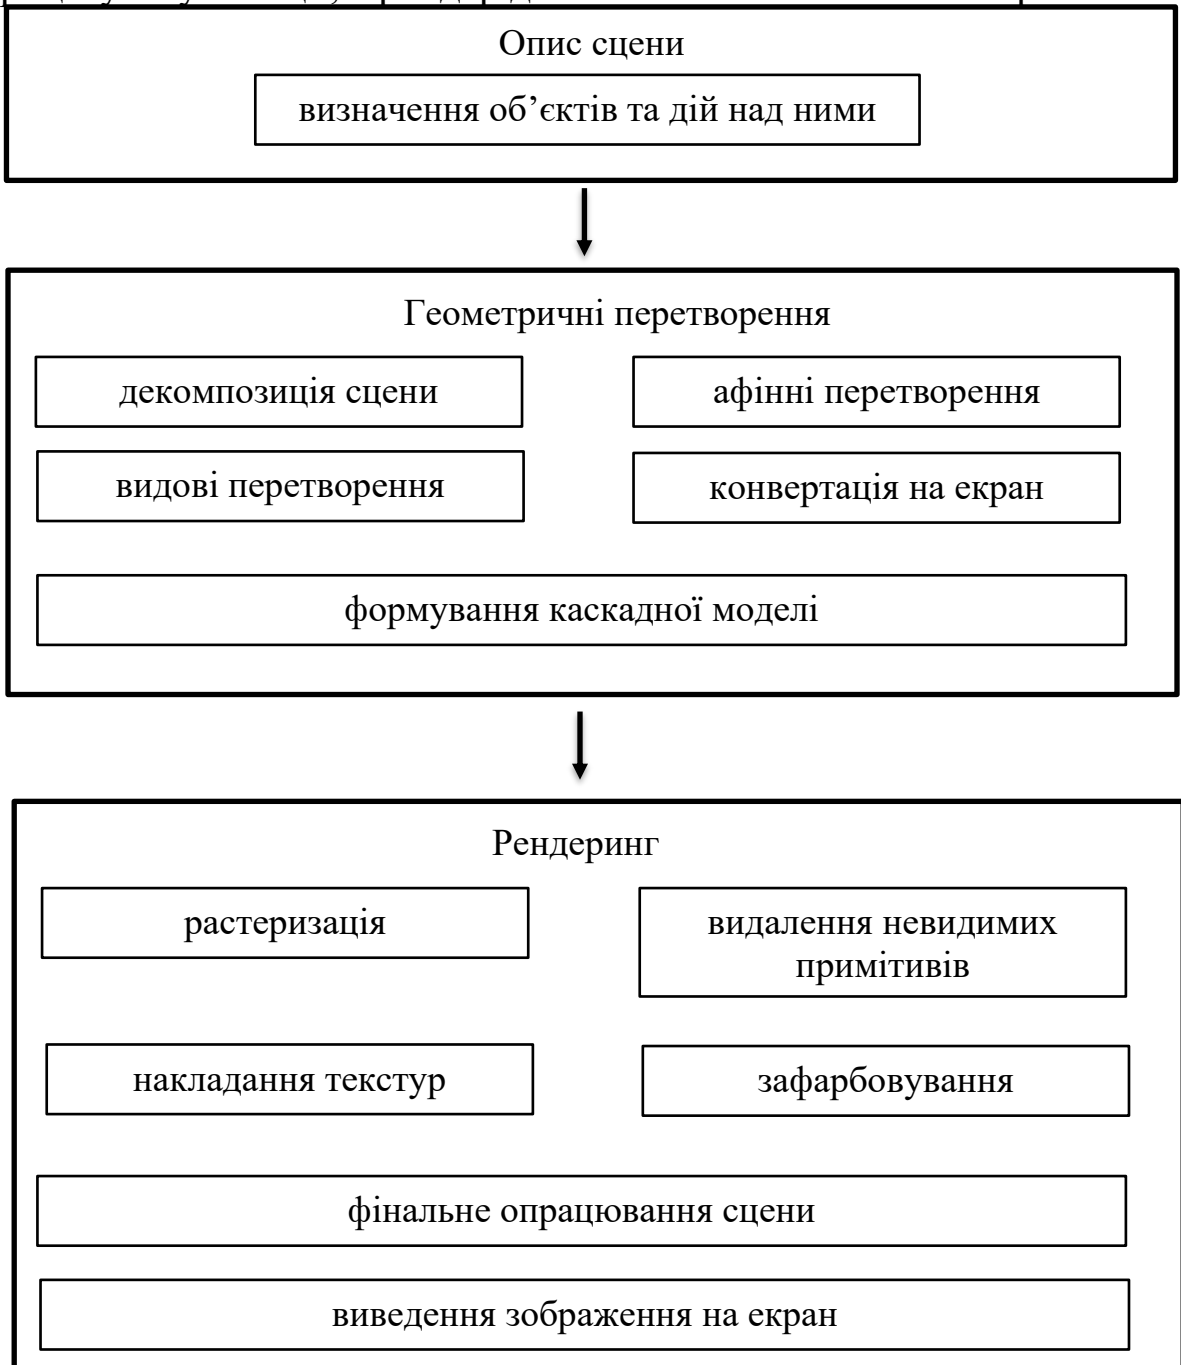 Опис сцени
визначення об’єктів та дій над ними
Геометричні перетворення
декомпозиція сцени
афінні перетворення
видові перетворення
конвертація на екран
формування каскадної моделі
Рендеринг
растеризація
видалення невидимих
примітивів
накладання текстур
зафарбовування
фінальне опрацювання сцени
виведення зображення на екран